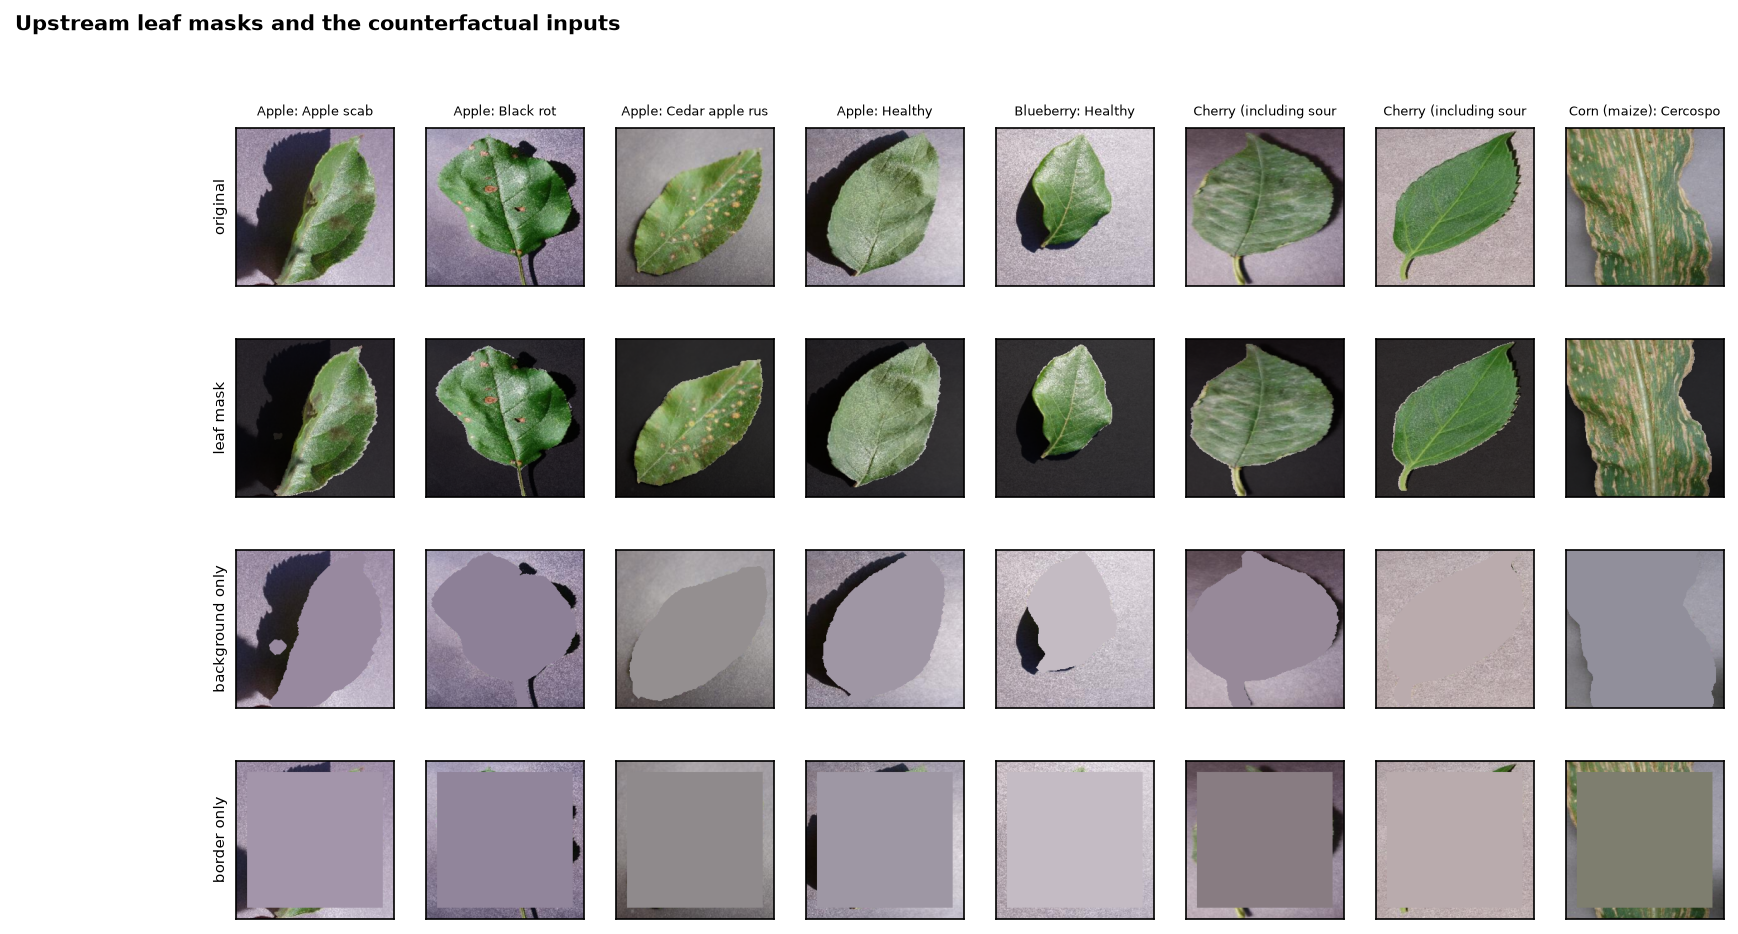 Upstream leaf masks and the counterfactual inputs
Apple: Apple scab
Apple: Black rot
Apple: Cedar apple rus
Apple: Healthy
Blueberry: Healthy
Cherry (including sour
Cherry (including sour
Corn (maize): Cercospo
original
leaf mask
background only
border only